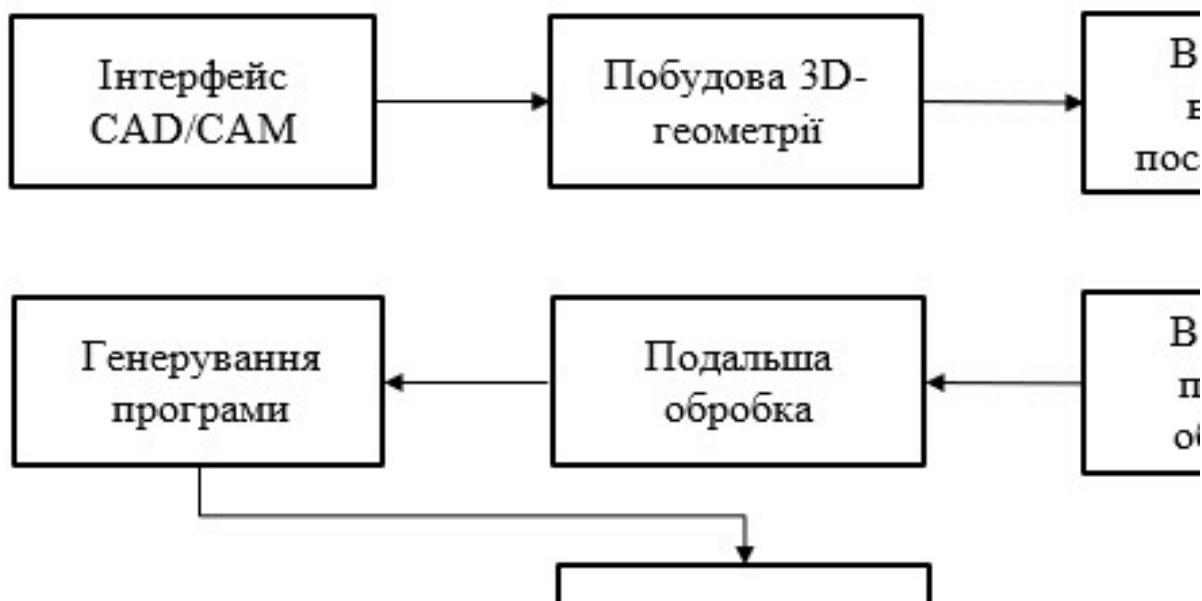 Інтерфейс
CAD/CAM
Побудова 3D-
геометрії
Генерування
програми
Подальша
обробка